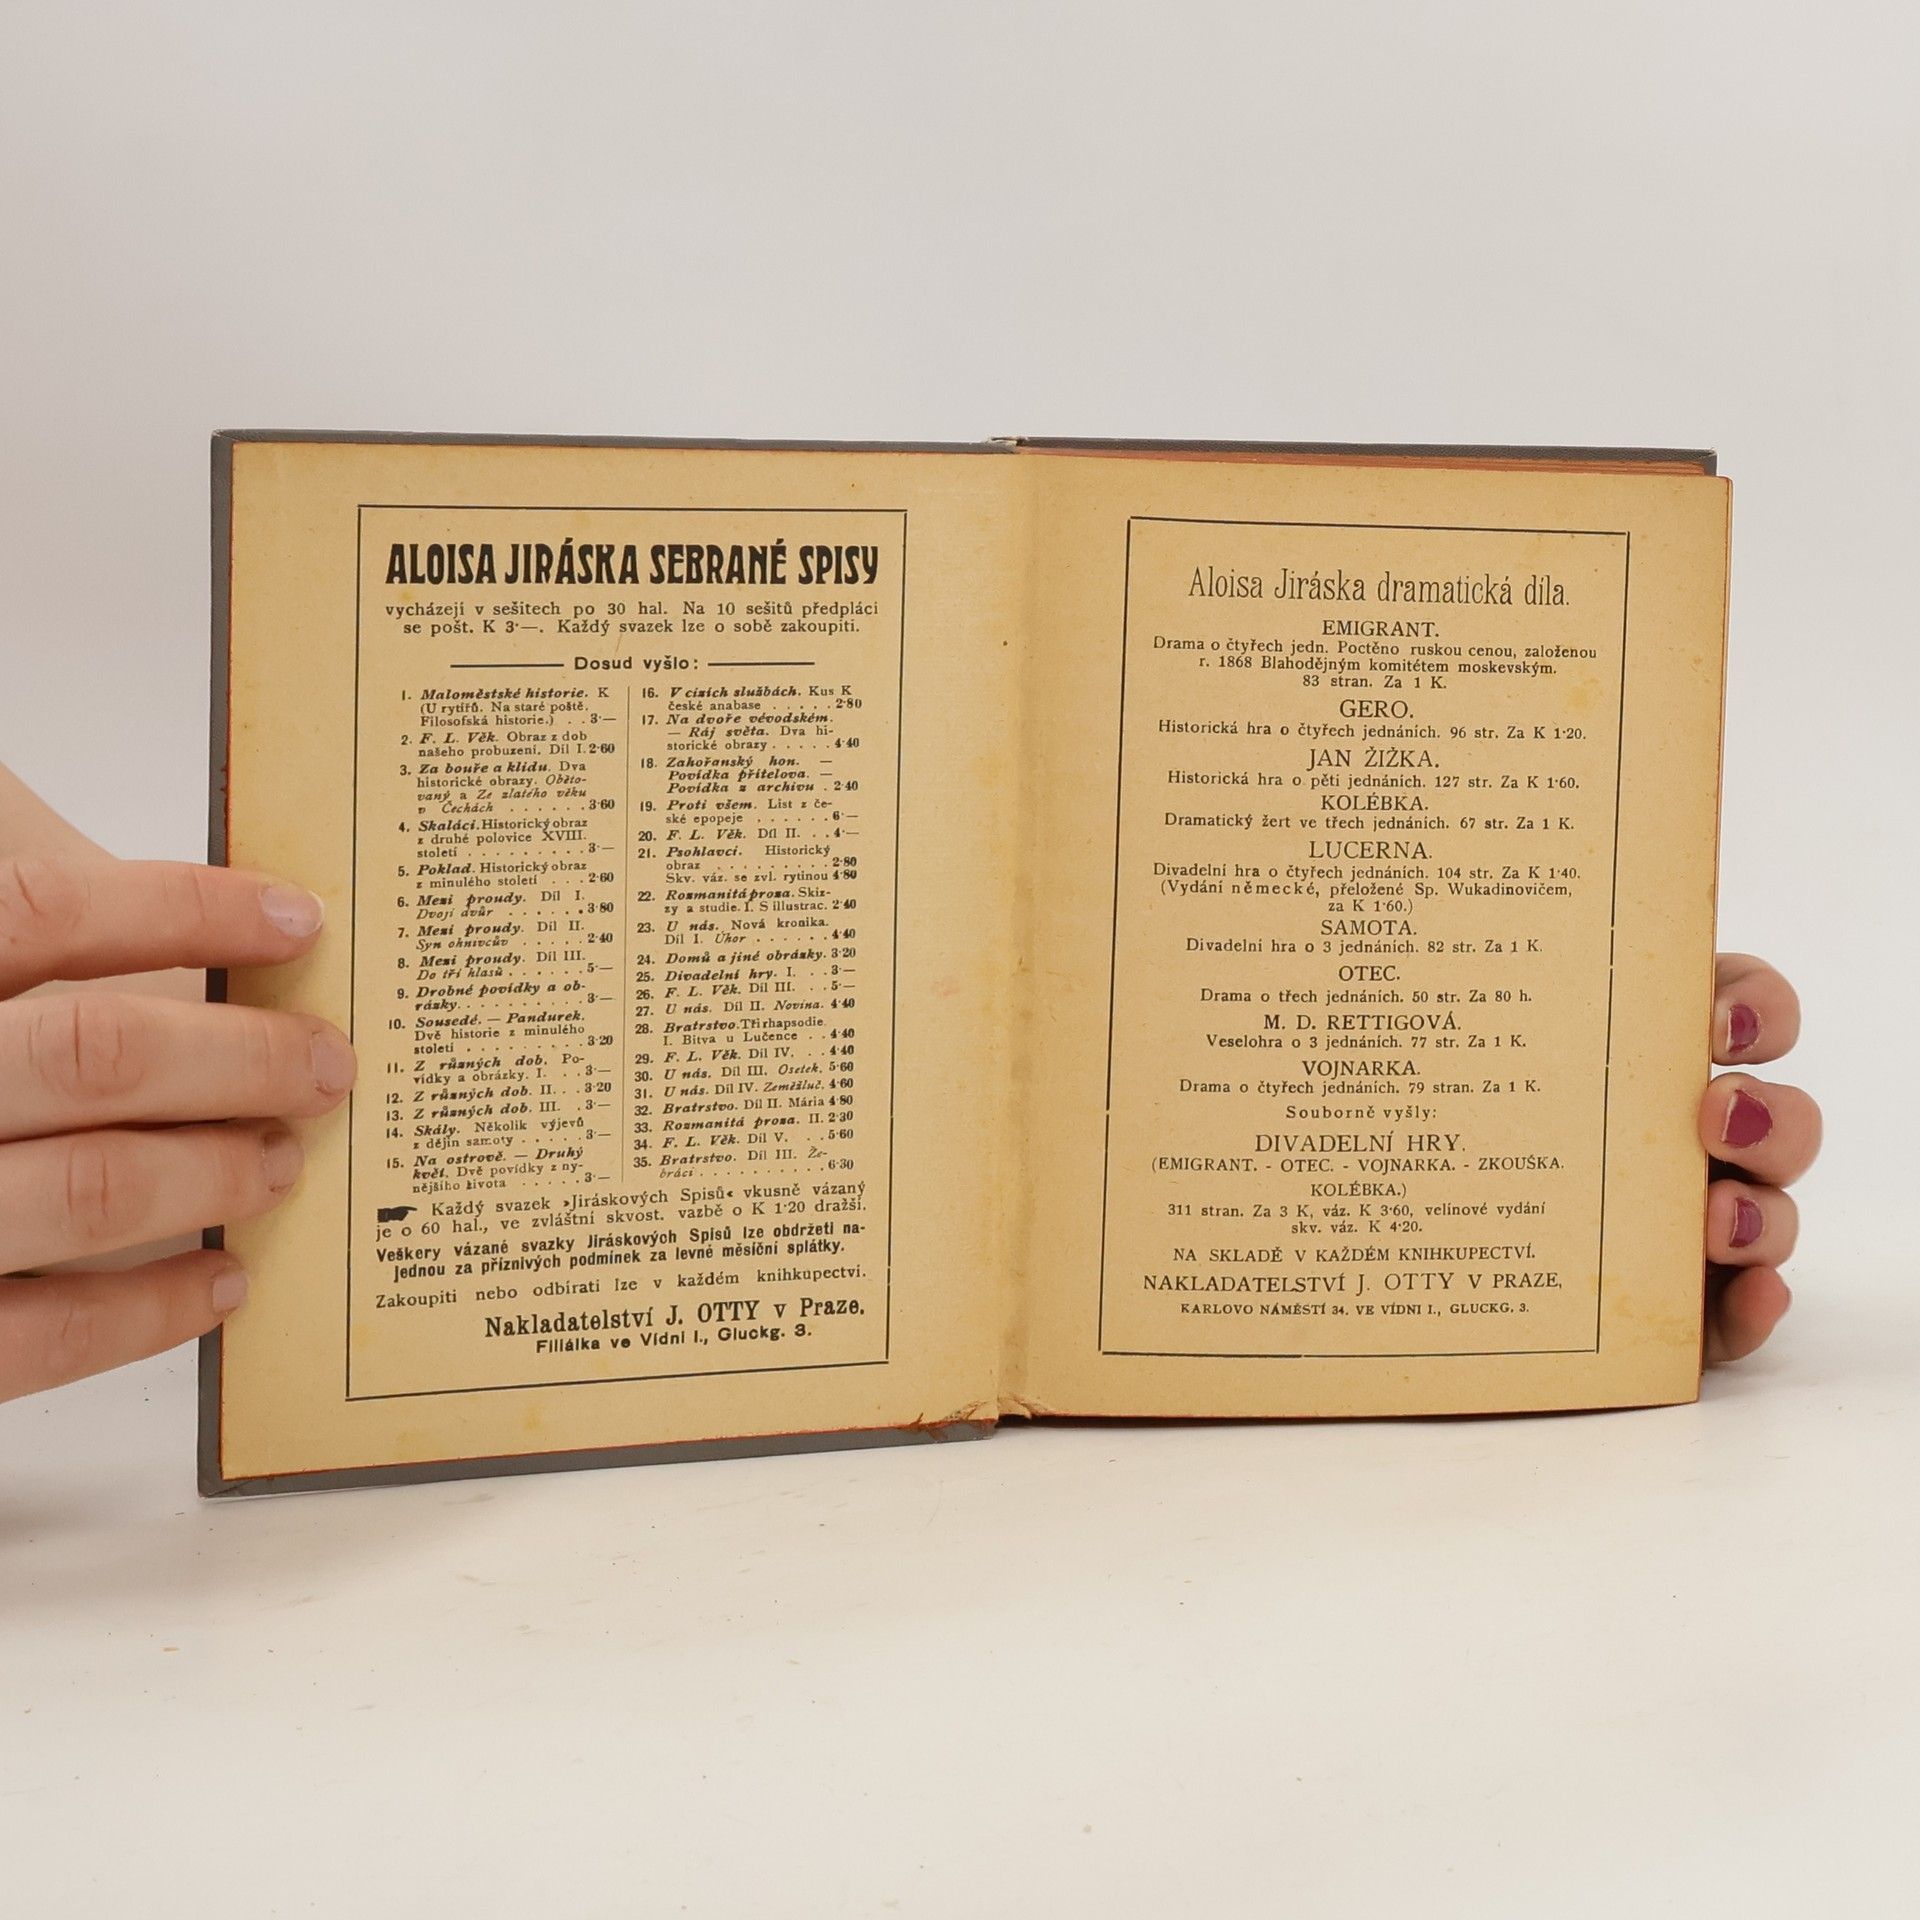 ALOISA JIRÁSKA SEBRANÉ SPISY
vycházejí v sešitech po 30 hal. Na 10 sešitů předplácí
se pošt. K 3·—. Každý svazek lze o sobě zakoupiti.
Dosud vyšlo:
1. Maloměstské historie. K
(U rytířů. Na staré poště.
Filosofská historie.) . . 3·—
2. F. L. Věk. Obraz z dob
našeho probuzení. Díl I. 2·60
3. Za bouře a klidu. Dva
historické obrazy. Oběto-
vaný a Ze zlatého věku
v Čechách . . . . . . 3·60
4. Skaláci. Historický obraz
z druhé polovice XVIII.
století . . . . . . . . . 3·—
5. Poklad. Historický obraz
z minulého století . . . 2·60
6. Mezi proudy. Díl I.
Dvojí dvůr . . . . . . 3·80
7. Mezi proudy. Díl II.
Syn ohnivcův . . . . . 2·40
8. Mezi proudy. Díl III.
Do tří hlasů . . . . . . 5·—
9. Drobné povídky a ob-
rázky. . . . . . . . . . 3·—
10. Sousedé. — Pandurek.
Dvě historie z minulého
století . . . . . . . . . 3·20
11. Z různých dob. Po-
vídky a obrázky. I. . . 3·—
12. Z různých dob. II. . . 3·20
13. Z různých dob. III. . 3·—
14. Skály. Několik výjevů
z dějin samoty . . . . . 3·—
15. Na ostrově. — Druhý
květ. Dvě povídky z ny-
nějšího života . . . . . 3·—
16. V cizích službách. Kus K
české anabase . . . . . 2·80
17. Na dvoře vévodském.
— Ráj světa. Dva hi-
storické obrazy . . . . . 4·40
18. Zahořanský hon. —
Povídka přítelova. —
Povídka z archivu . 2·40
19. Proti všem. List z če-
ské epopeje . . . . . . 6·—
20. F. L. Věk. Díl II. . . 4·—
21. Psohlavci. Historický
obraz . . . . . . . . . 2·80
Skv. váz. se zvl. rytinou 4·80
22. Rozmanitá prosa. Skiz-
zy a studie. I. S illustrac. 2·40
23. U nás. Nová kronika.
Díl I. Úhor . . . . . . 4·40
24. Domů a jiné obrázky. 3·20
25. Divadelní hry. I. . . 3·—
26. F. L. Věk. Díl III. . . 5·—
27. U nás. Díl II. Novina. 4·40
28. Bratrstvo. Tři rhapsodie.
I. Bitva u Lučence . . 4·40
29. F. L. Věk. Díl IV. . . 4·40
30. U nás. Díl III. Osetek. 5·60
31. U nás. Díl IV. Zeměžluč. 4·60
32. Bratrstvo. Díl II. Mária 4·80
33. Rozmanitá prosa. II. 2·30
34. F. L. Věk. Díl V. . . 5·60
35. Bratrstvo. Díl III. Že-
bráci . . . . . . . . . 6·30
Každý svazek »Jiráskových Spisů« vkusně vázaný
je o 60 hal., ve zvláštní skvost. vazbě o K 1·20 dražší.
Veškery vázané svazky Jiráskových Spisů lze obdržeti na-
jednou za příznivých podmínek za levné měsíční splátky.
Zakoupiti nebo odbírati lze v každém knihkupectví.
Nakladatelství J. OTTY v Praze.
Filiálka ve Vídni I., Gluckg. 3.
Aloisa Jiráska dramatická díla.
EMIGRANT.
Drama o čtyřech jedn. Poctěno ruskou cenou, založenou
r. 1868 Blahodějným komitétem moskevským.
83 stran. Za 1 K.
GERO.
Historická hra o čtyřech jednáních. 96 str. Za K 1·20.
JAN ŽIŽKA.
Historická hra o pěti jednáních. 127 str. Za K 1·60.
KOLÉBKA.
Dramatický žert ve třech jednáních. 67 str. Za 1 K.
LUCERNA.
Divadelní hra o čtyřech jednáních. 104 str. Za K 1·40.
(Vydání německé, přeložené Sp. Wukadinovičem,
za K 1·60.)
SAMOTA.
Divadelní hra o 3 jednáních. 82 str. Za 1 K.
OTEC.
Drama o třech jednáních. 50 str. Za 80 h.
M. D. RETTIGOVÁ.
Veselohra o 3 jednáních. 77 str. Za 1 K.
VOJNARKA.
Drama o čtyřech jednáních. 79 stran. Za 1 K.
Souborně vyšly:
DIVADELNÍ HRY.
(EMIGRANT. - OTEC. - VOJNARKA. - ZKOUŠKA.
KOLÉBKA.)
311 stran. Za 3 K, váz. K 3·60, velínové vydání
skv. váz. K 4·20.
NA SKLADĚ V KAŽDÉM KNIHKUPECTVÍ.
NAKLADATELSTVÍ J. OTTY V PRAZE,
KARLOVO NÁMĚSTÍ 34. VE VÍDNI I., GLUCKG. 3.